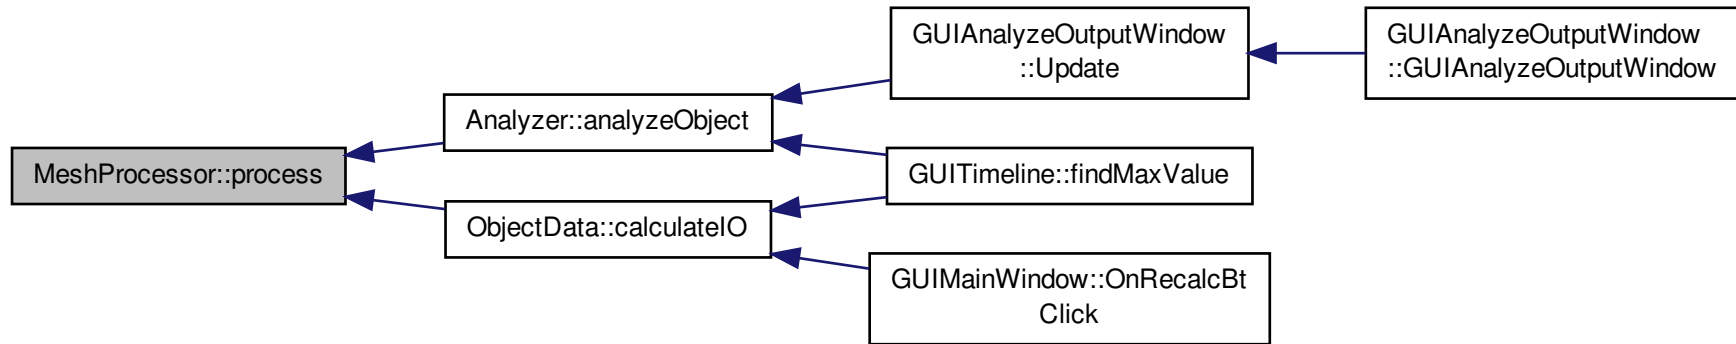 GUIAnalyzeOutputWindow
::Update
GUIAnalyzeOutputWindow
::GUIAnalyzeOutputWindow
Analyzer::analyzeObject
MeshProcessor::process
GUITimeline::findMaxValue
ObjectData::calculateIO
GUIMainWindow::OnRecalcBt
Click